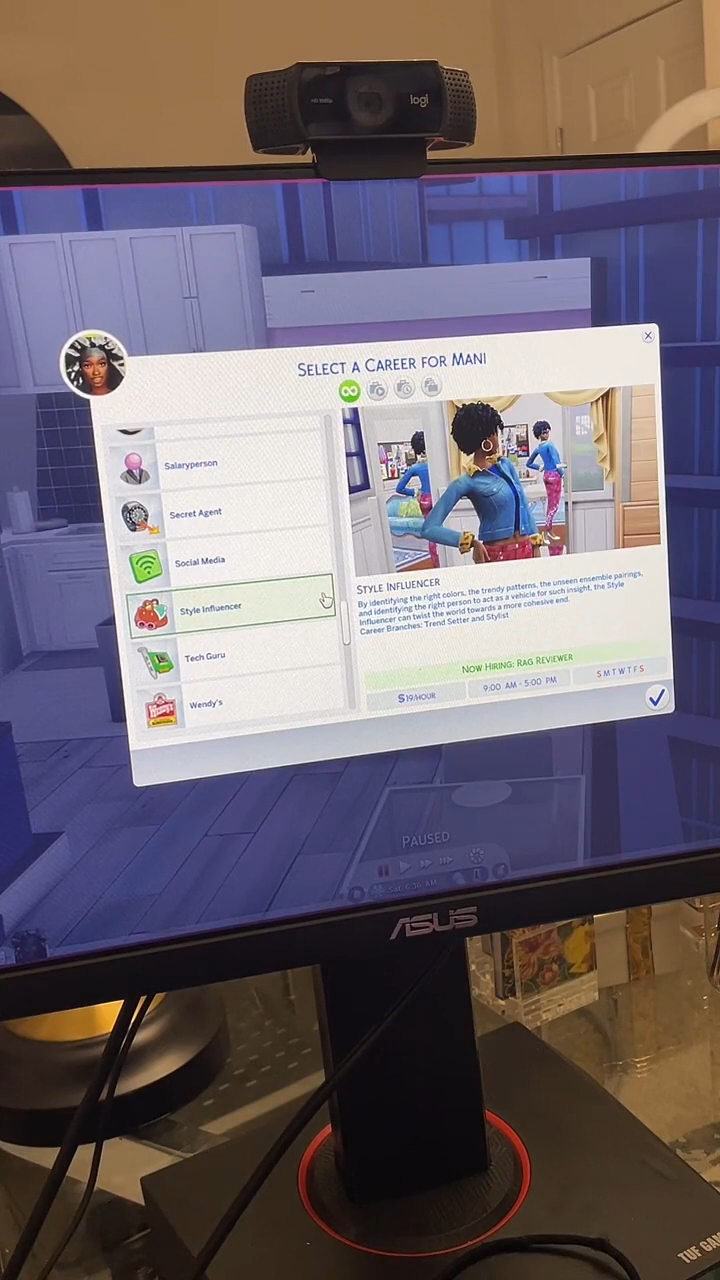 logi
SELECT A CAREER FOR MANI
Salaryperson
Secret Agent
Social Media
Style Influencer
Tech Guru
Wendy's
STYLE INFLUENCER
By identifying the right colors, the trendy patterns, the unseen ensemble pairings,
and identifying the right person to act as a vehicle for such insight, the Style
Influencer can twist the world towards a more cohesive end.
Career Branches: Trend Setter and Stylist
NOW HIRING: RAG REVIEWER
$19/HOUR
9:00 AM - 5:00 PM
S M T W T F S
PAUSED
ASUS